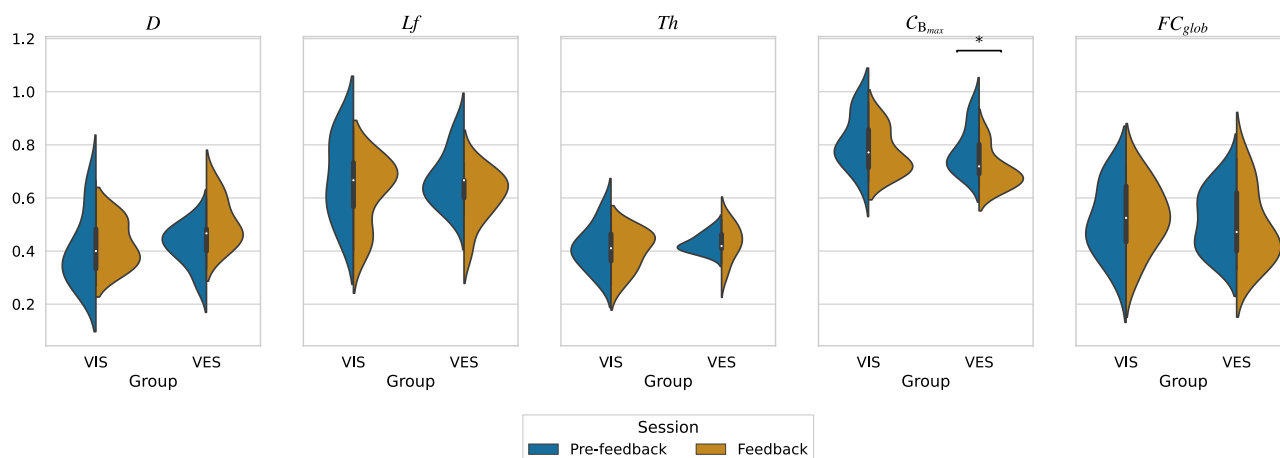 D Lf Th C_Bmax FC_glob
*
1.2
1.0
0.8
0.6
0.4
0.2
VIS VES VIS VES VIS VES VIS VES VIS VES
Group Group Group Group Group
Session
Pre-feedback Feedback